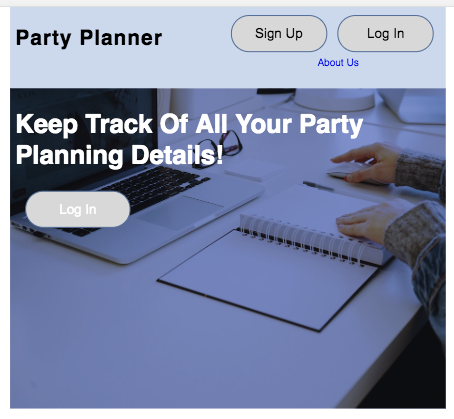 Party Planner
Sign Up
Log In
About Us
Keep Track Of All Your Party
Planning Details!
Log In